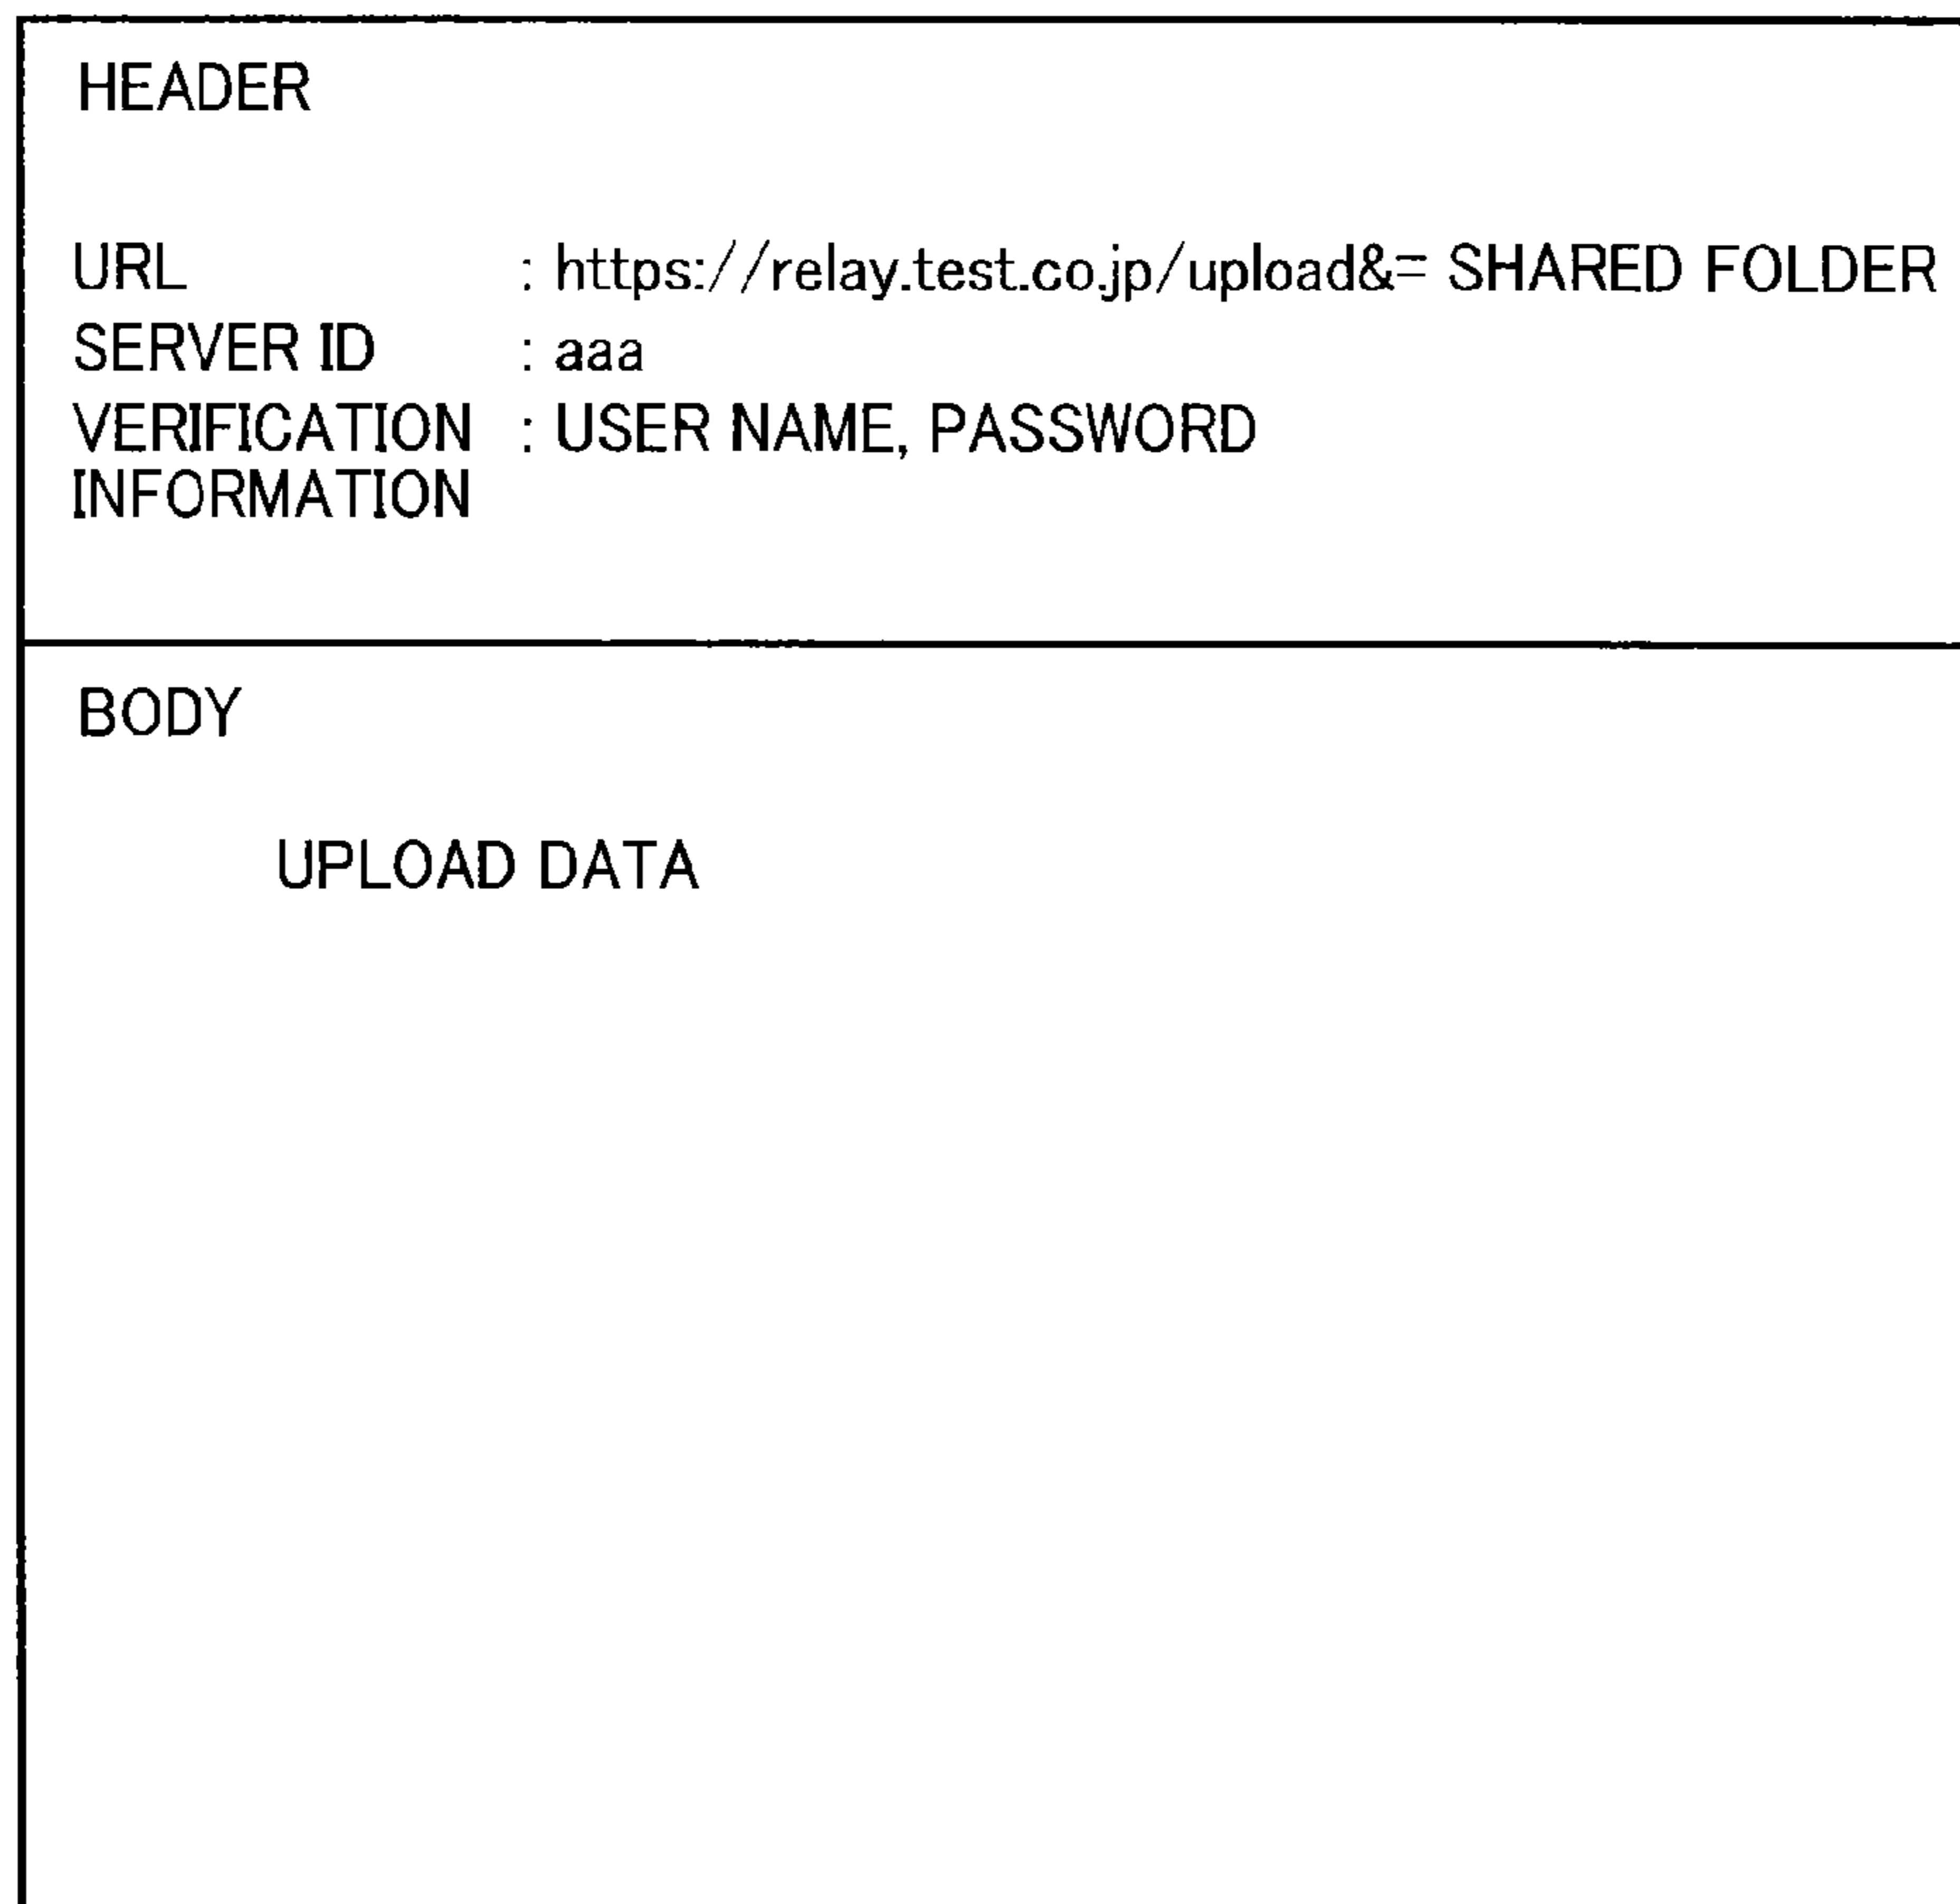 HEADER
URL : https://relay.test.co.jp/upload&= SHARED FOLDER
SERVER ID : aaa
VERIFICATION : USER NAME, PASSWORD
INFORMATION
BODY
UPLOAD DATA